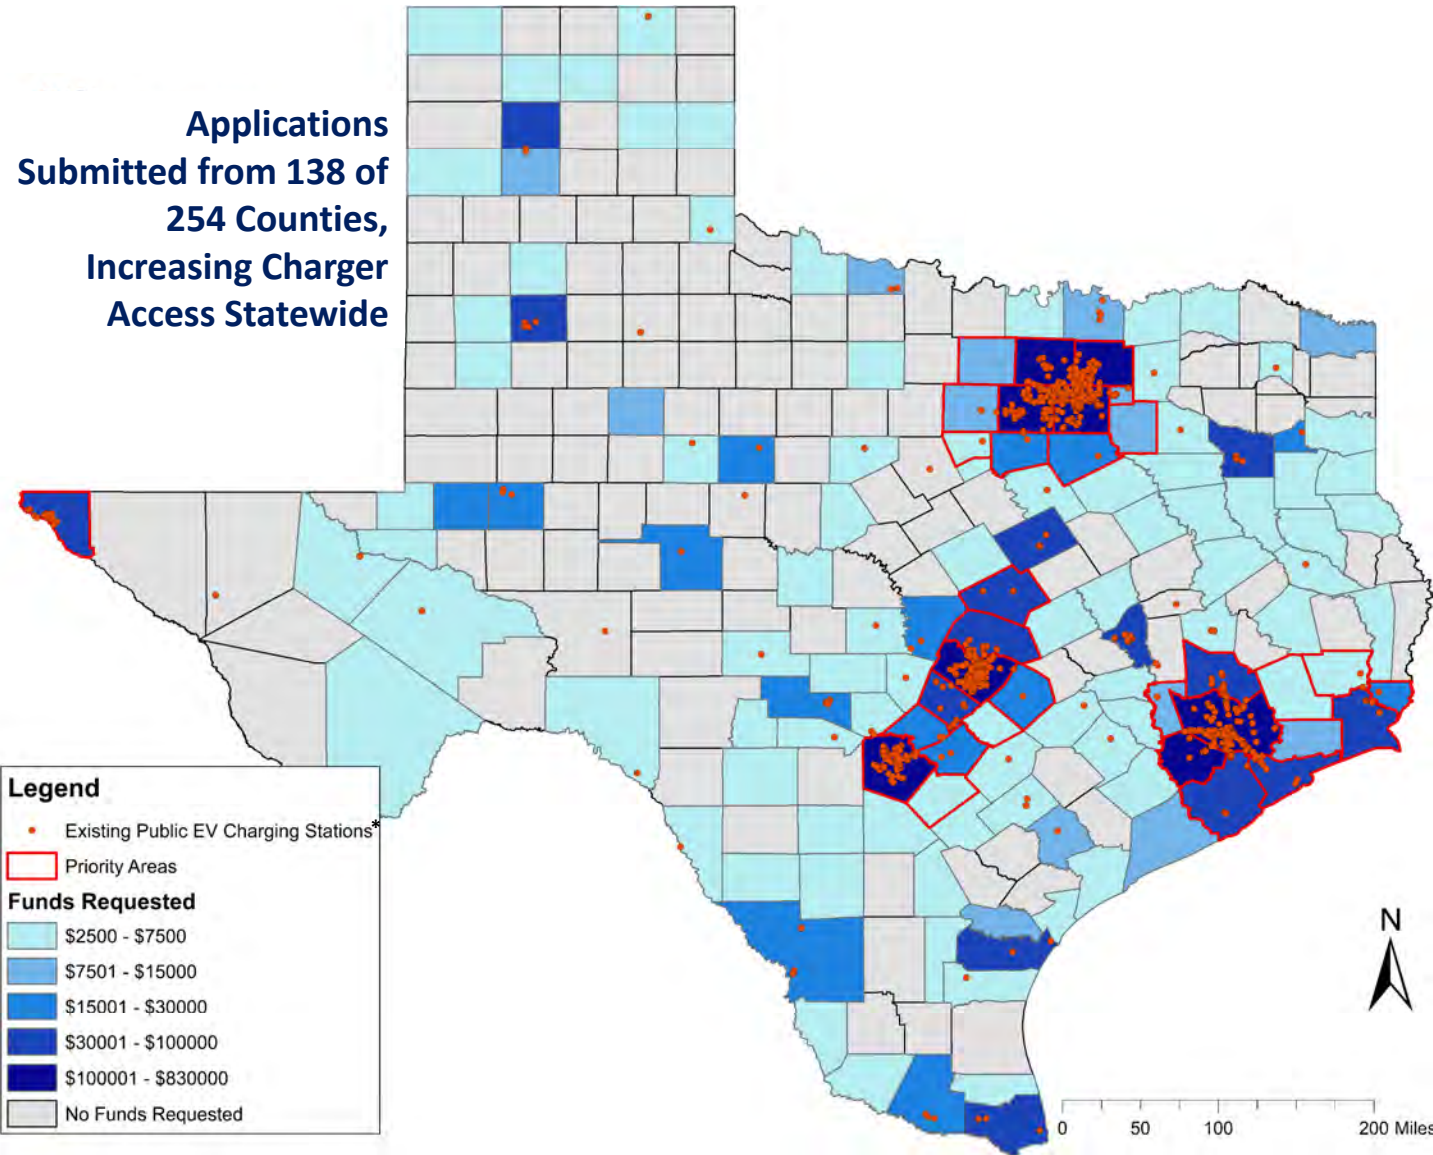 Applications
Submitted from 138 of
254 Counties,
Increasing Charger
Access Statewide
Legend
Existing Public EV Charging Stations*
Priority Areas
Funds Requested
$2500 - $7500
$7501 - $15000
$15001 - $30000
$30001 - $100000
$100001 - $830000
No Funds Requested
N
0 50 100 200 Miles